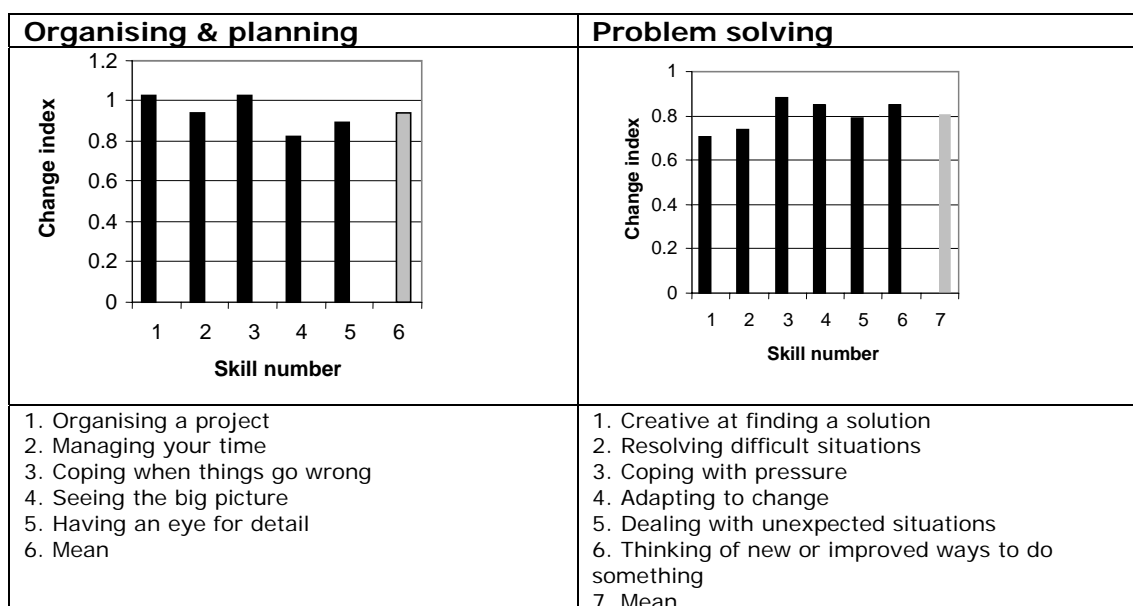 Organising & planning
1.2
1
0.8
0.6
0.4
0.2
0
Change index
1 2 3 4 5 6
Skill number
1. Organising a project
2. Managing your time
3. Coping when things go wrong
4. Seeing the big picture
5. Having an eye for detail
6. Mean
Problem solving
1
0.8
0.6
0.4
0.2
0
Change index
1 2 3 4 5 6 7
Skill number
1. Creative at finding a solution
2. Resolving difficult situations
3. Coping with pressure
4. Adapting to change
5. Dealing with unexpected situations
6. Thinking of new or improved ways to do
something
7. Mean